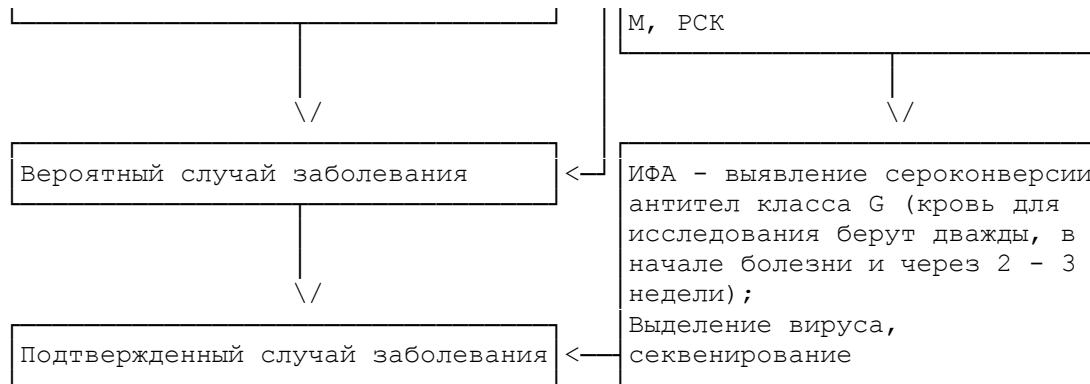 М, РСК
\/
\/
Вероятный случай заболевания
<
ИФА - выявление сероконверсии
антител класса G (кровь для
исследования берут дважды, в
начале болезни и через 2 - 3
недели);
Выделение вируса,
секвенирование
\/
Подтвержденный случай заболевания
<